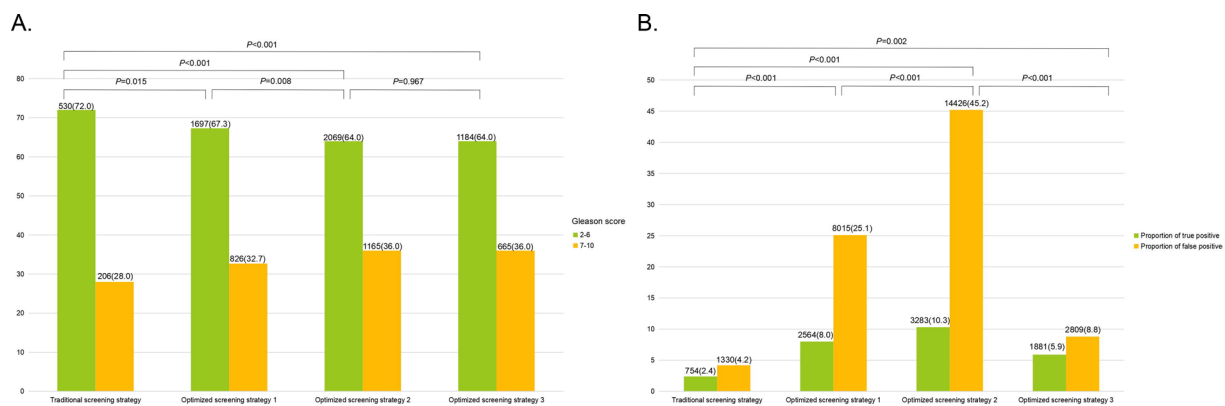 A.
P<0.001
P<0.001
P=0.015
P=0.008
P=0.967
80
70
60
50
40
30
20
10
0
530(72.0)
206(28.0)
1697(67.3)
826(32.7)
2069(64.0)
1165(36.0)
1184(64.0)
665(36.0)
Traditional screening strategy
Optimized screening strategy 1
Optimized screening strategy 2
Optimized screening strategy 3
Gleason score
2-6
7-10
B.
P=0.002
P<0.001
P<0.001
P<0.001
P<0.001
50
45
40
35
30
25
20
15
10
5
0
754(2.4)
1330(4.2)
2564(8.0)
8015(25.1)
3283(10.3)
14426(45.2)
1881(5.9)
2809(8.8)
Traditional screening strategy
Optimized screening strategy 1
Optimized screening strategy 2
Optimized screening strategy 3
Proportion of true positive
Proportion of false positive